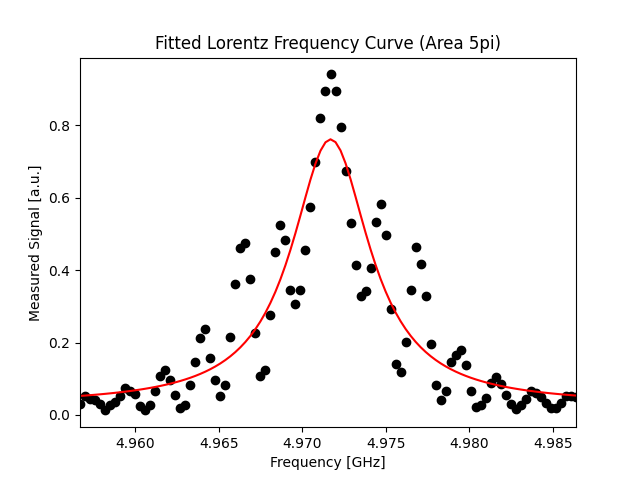 Fitted Lorentz Frequency Curve (Area 5pi)
0.8
0.6
0.4
0.2
0.0
Measured Signal [a.u.]
4.960 4.965 4.970 4.975 4.980 4.985
Frequency [GHz]